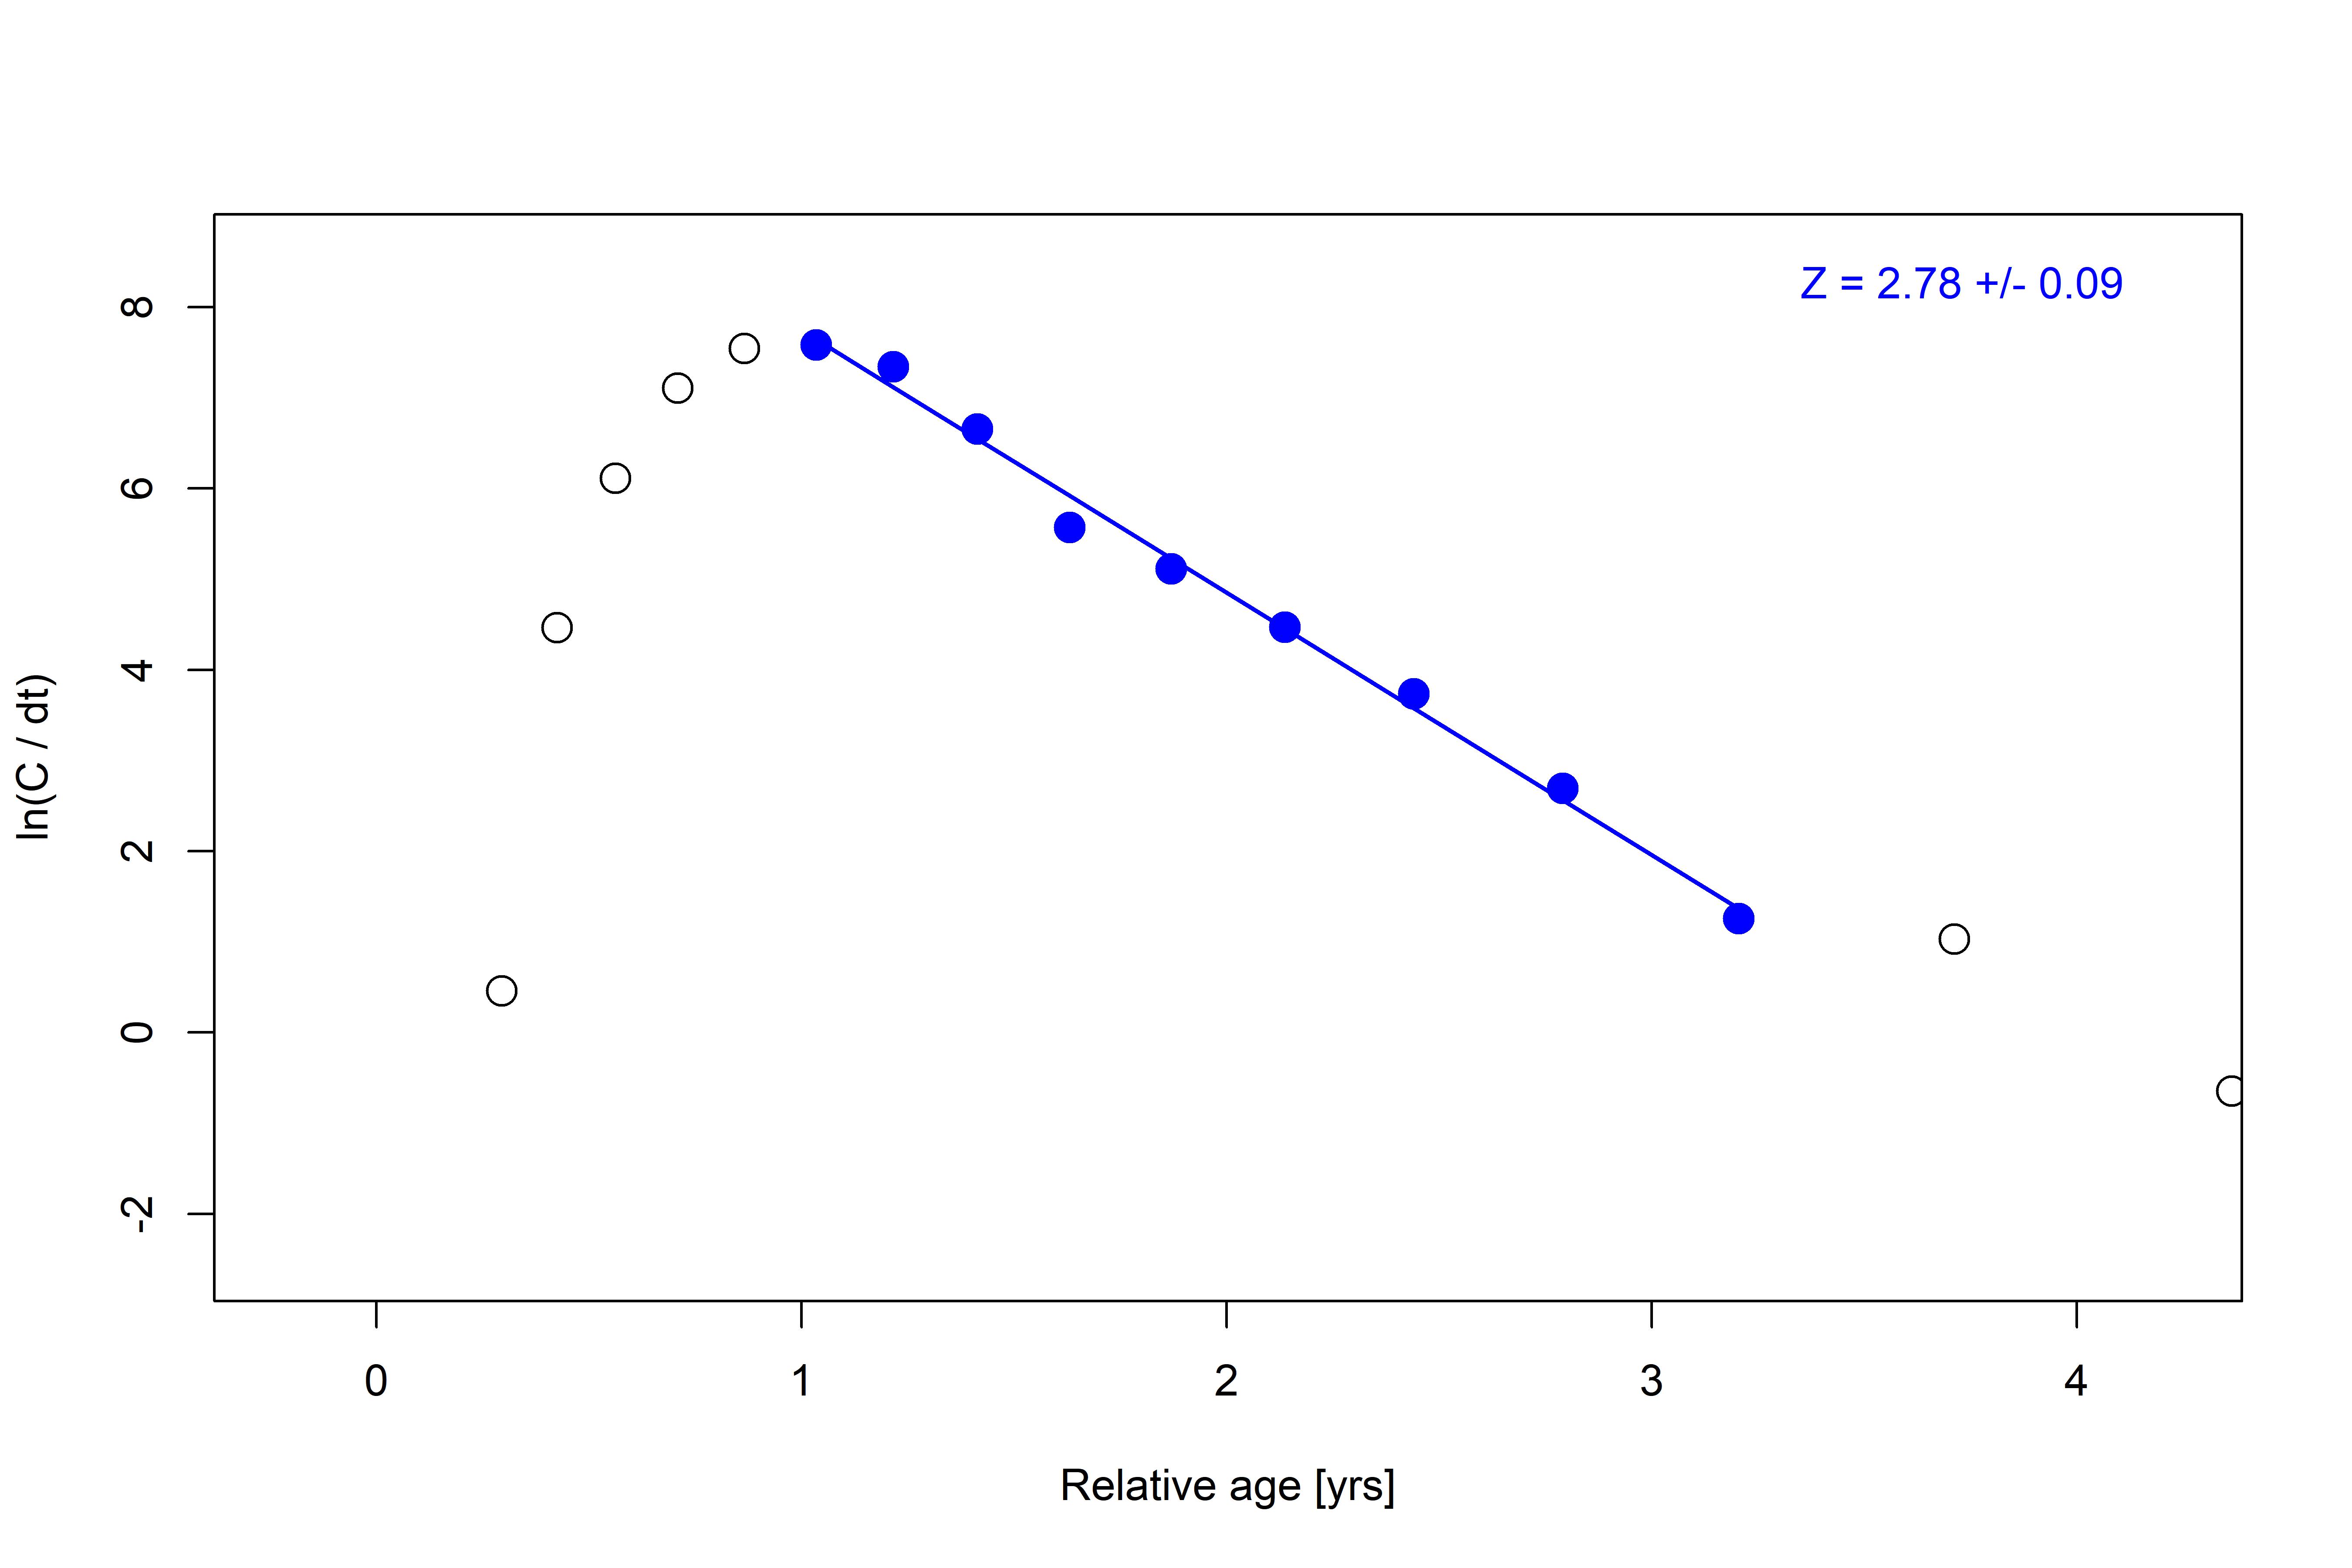 Z = 2.78 +/- 0.09
ln(C / dt)
8
6
4
2
0
-2
0 1 2 3 4
Relative age [yrs]